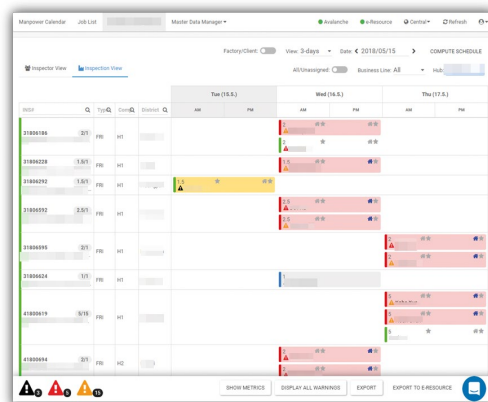 Manpower Calendar Job List Master Data Manager Avalanche e-Resource Central Refresh
Factory/Client: View: 3-days Date: 2018/05/15 COMPUTE SCHEDULE
Inspector View Inspection View All/Unassigned: Business Line: All Hub:
Tue (15.5.) Wed (16.5.) Thu (17.5.)
INS# Type District AM PM AM PM AM PM
31806186 2/1 FRI H1 2
2
31806228 1.5/1 FRI H1 1.5
31806292 1.5/1 FRI H1 1.5
31806592 2.5/1 FRI H1 2.5
2.5
31806595 2/1 FRI H1 2
2
31806624 1/1 FRI H1 1
41800619 5/15 FRI H1 5
5
5
41800694 2/1 FRI H2 2
2
2 5 15 SHOW METRICS DISPLAY ALL WARNINGS EXPORT EXPORT TO E-RESOURCE